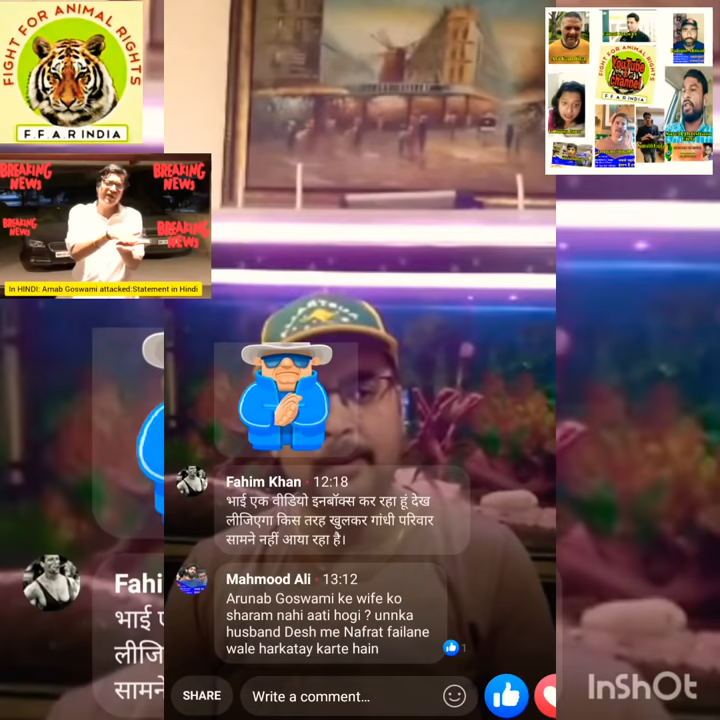 FIGHT FOR ANIMAL RIGHTS
F.F.A.R INDIA
BREAKING NEWS
BREAKING NEWS
BREAKING NEWS
BREAKING NEWS
In HINDI: Arnab Goswami attacked:Statement in Hindi
FIGHT FOR ANIMAL RIGHTS
YouTube
Channel
F.F.A.R INDIA
Fahim Khan 12:18
भाई एक वीडियो इनबॉक्स कर रहा हूं देख
लीजिएगा किस तरह खुलकर गांधी परिवार
सामने नहीं आया रहा है।
Mahmood Ali 13:12
Arunab Goswami ke wife ko
sharam nahi aati hogi ? unnka
husband Desh me Nafrat failane
wale harkatay karte hain
1
Fahi
भाई ए
लीजि
सामने
SHARE
Write a comment...
InShOt